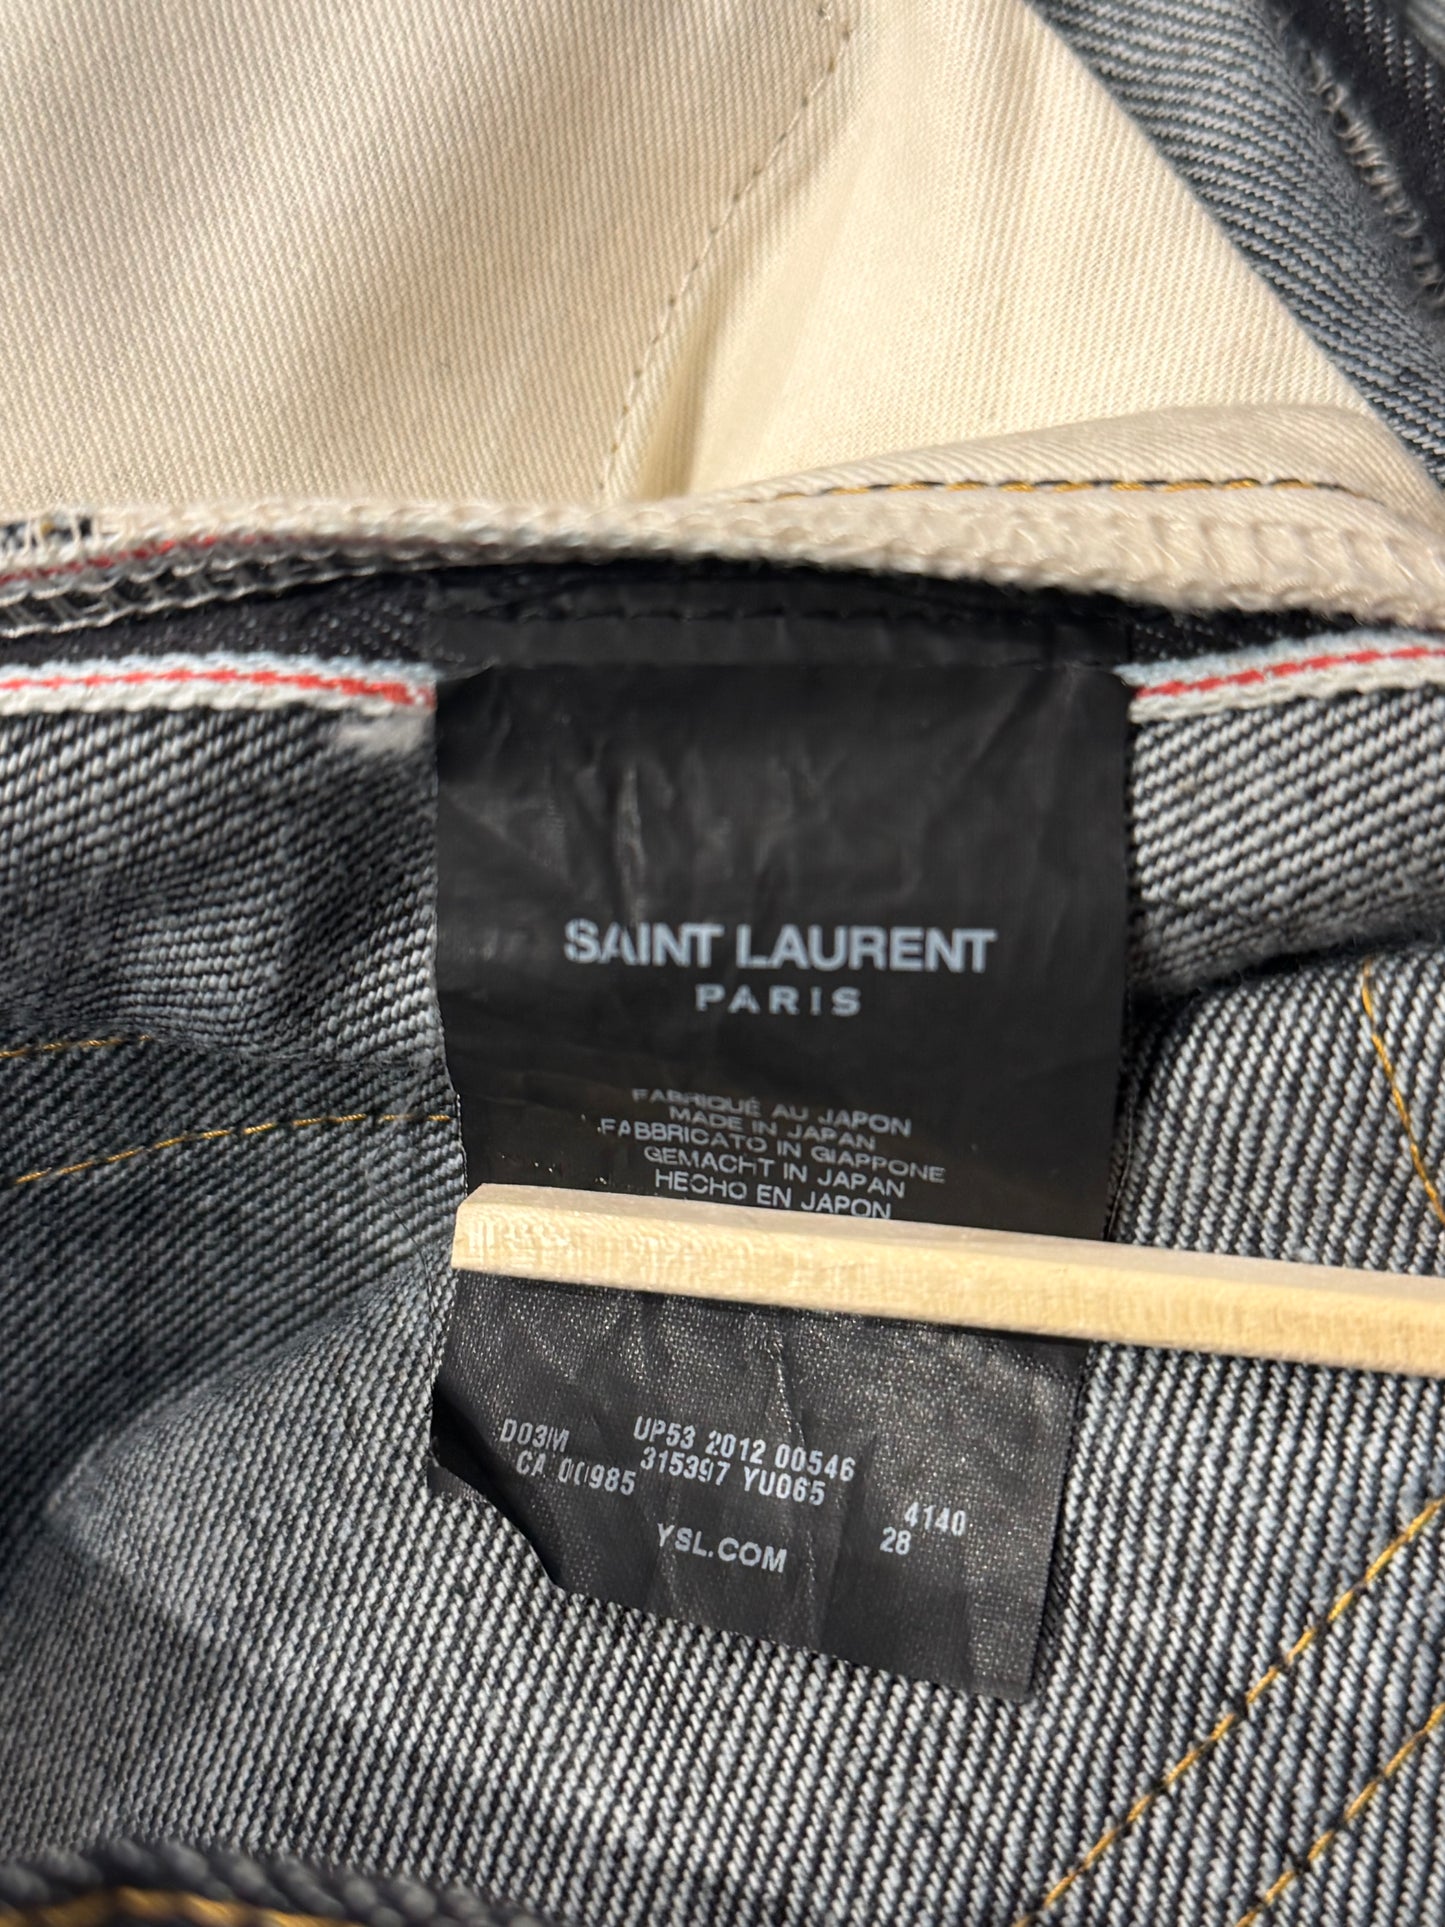 SAINT LAURENT
PARIS
FABRIQUÉ AU JAPON
MADE IN JAPAN
FABBRICATO IN GIAPPONE
GEMACHT IN JAPAN
HECHO EN JAPON
D03M UP53 2012 00546
CA 00985 315397 YU065
4140
28
YSL.COM